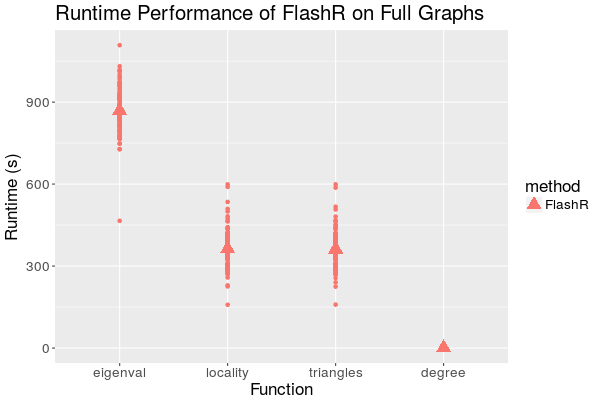 Runtime Performance of FlashR on Full Graphs
Runtime (s)
900
600
300
0
eigenval locality triangles degree
Function
method
FlashR